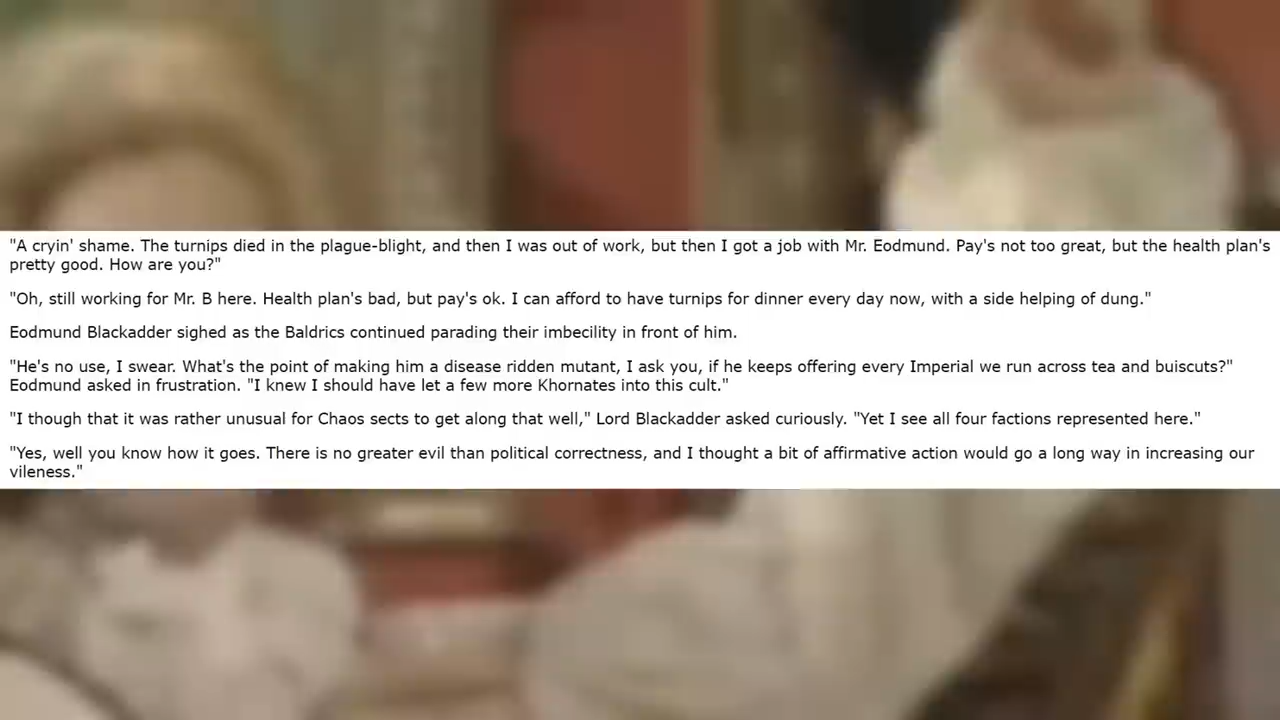 "A cryin' shame. The turnips died in the plague-blight, and then I was out of work, but then I got a job with Mr. Eodmund. Pay's not too great, but the health plan's
pretty good. How are you?"
"Oh, still working for Mr. B here. Health plan's bad, but pay's ok. I can afford to have turnips for dinner every day now, with a side helping of dung."
Eodmund Blackadder sighed as the Baldrics continued parading their imbecility in front of him.
"He's no use, I swear. What's the point of making him a disease ridden mutant, I ask you, if he keeps offering every Imperial we run across tea and buiscuts?"
Eodmund asked in frustration. "I knew I should have let a few more Khornates into this cult."
"I though that it was rather unusual for Chaos sects to get along that well," Lord Blackadder asked curiously. "Yet I see all four factions represented here."
"Yes, well you know how it goes. There is no greater evil than political correctness, and I thought a bit of affirmative action would go a long way in increasing our
vileness."